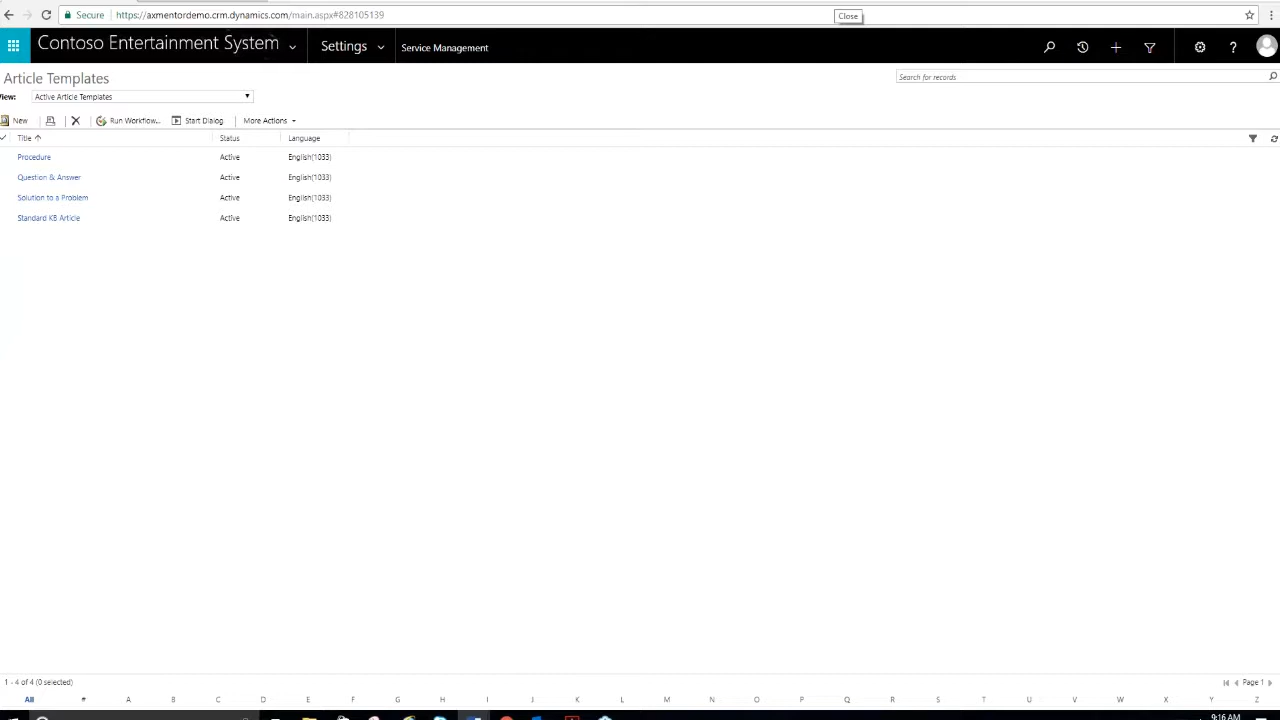 Secure
https://axmentordemo.crm.dynamics.com/main.aspx#828105139
Close
Contoso Entertainment System
Settings
Service Management
?
Article Templates
Search for records
Active Article Templates
New
Run Workflow...
Start Dialog
More Actions
Title
Status
Language
Procedure
Active
English(1033)
Question & Answer
Active
English(1033)
Solution to a Problem
Active
English(1033)
Standard KB Article
Active
English(1033)
1 - 4 of 4 (0 selected)
Page 1
All # A B C D E F G H I J K L M N O P Q R S T U V W X Y Z
9:16 AM